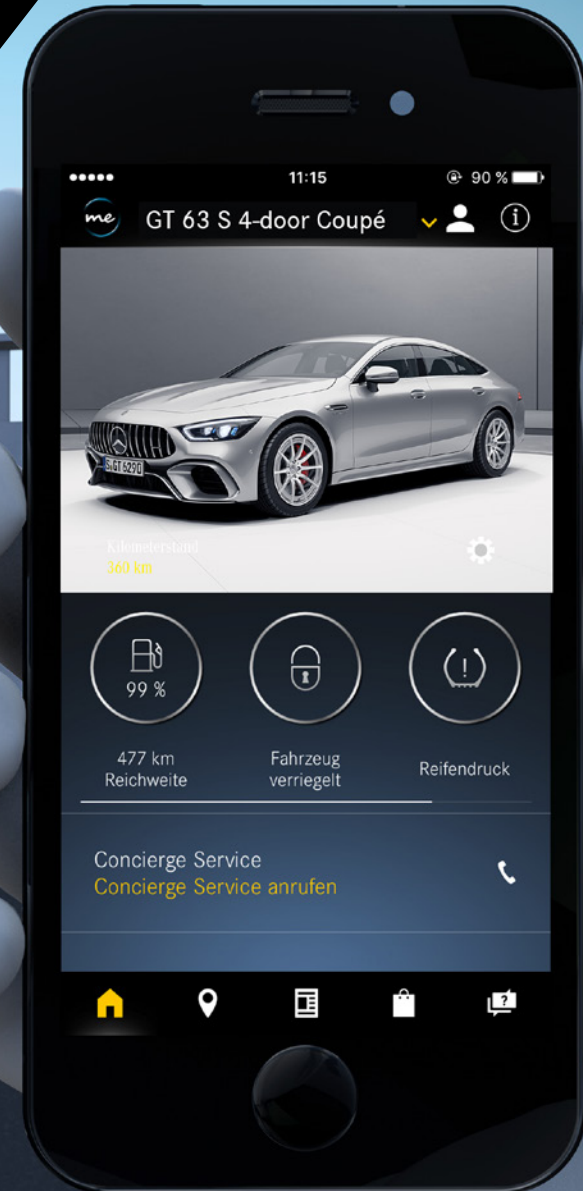 11:15
90 %
me
GT 63 S 4-door Coupé
i
S·GT 6290
Kilometerstand
360 km
99 %
477 km
Reichweite
Fahrzeug
verriegelt
Reifendruck
Concierge Service
Concierge Service anrufen